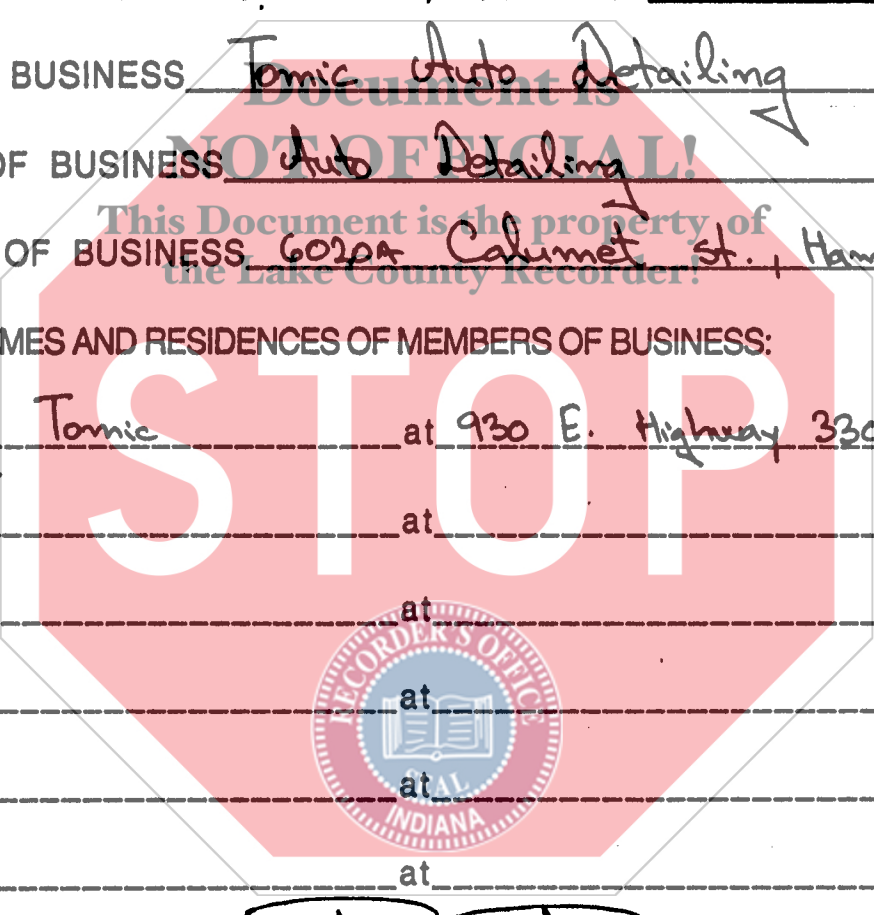 BUSINESS Tomic Auto Detailing
Document is
OF BUSINESS Auto Detailing
NOT OFFICIAL!
This Document is the property of
OF BUSINESS 6020A Calumet st., Ham
the Lake County Recorder!
MES AND RESIDENCES OF MEMBERS OF BUSINESS:
STOP
Tomic at 930 E. Highway 330
at
at
RECORDER'S OFFICE
at
at
SEAL
INDIANA
at